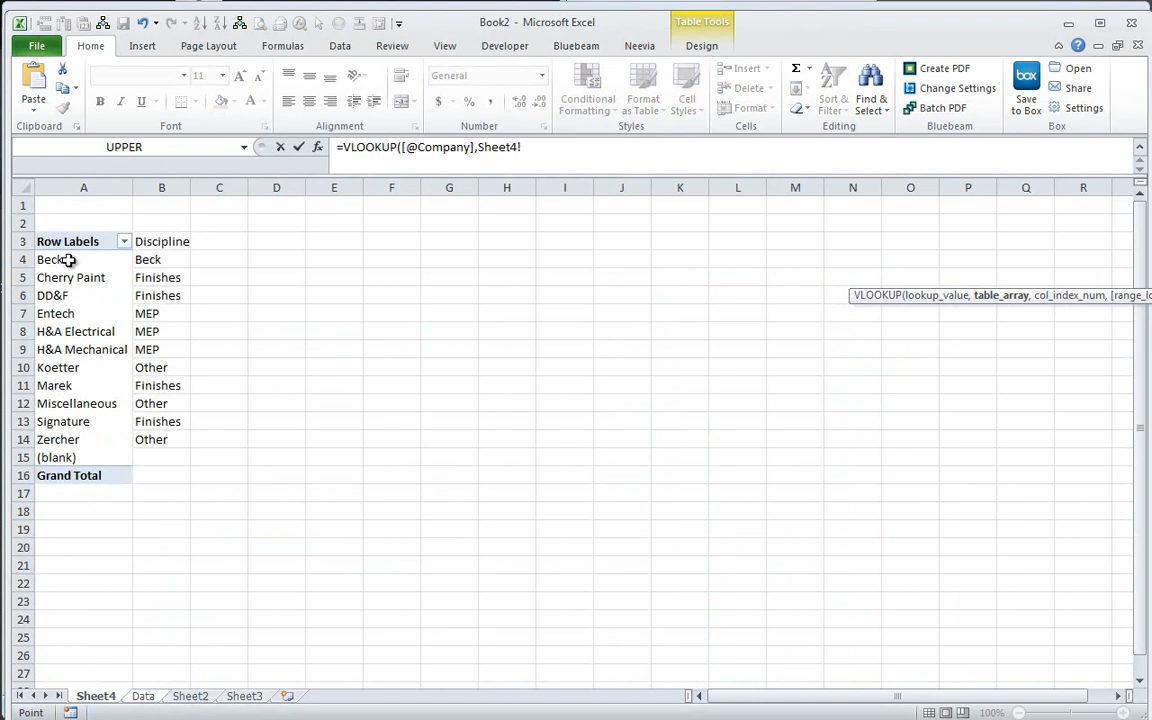 Book2 - Microsoft Excel
Table Tools
File Home Insert Page Layout Formulas Data Review View Developer Bluebeam Neevia Design
Paste
11
General
Conditional Formatting
Format as Table
Cell Styles
Insert
Delete
Format
Sort & Filter
Find & Select
Create PDF
Change Settings
Batch PDF
box
Save to Box
Open
Share
Settings
Clipboard Font Alignment Number Styles Cells Editing Bluebeam Box
UPPER
=VLOOKUP([@Company],Sheet4!
A B C D E F G H I J K L M N O P Q R
1
2
3 Row Labels Discipline
4 Beck Beck
5 Cherry Paint Finishes
6 DD&F Finishes
VLOOKUP(lookup_value, table_array, col_index_num, [range_lo
7 Entech MEP
8 H&A Electrical MEP
9 H&A Mechanical MEP
10 Koetter Other
11 Marek Finishes
12 Miscellaneous Other
13 Signature Finishes
14 Zercher Other
15 (blank)
16 Grand Total
17
18
19
20
21
22
23
24
25
26
27
Sheet4 Data Sheet2 Sheet3
Point
100%